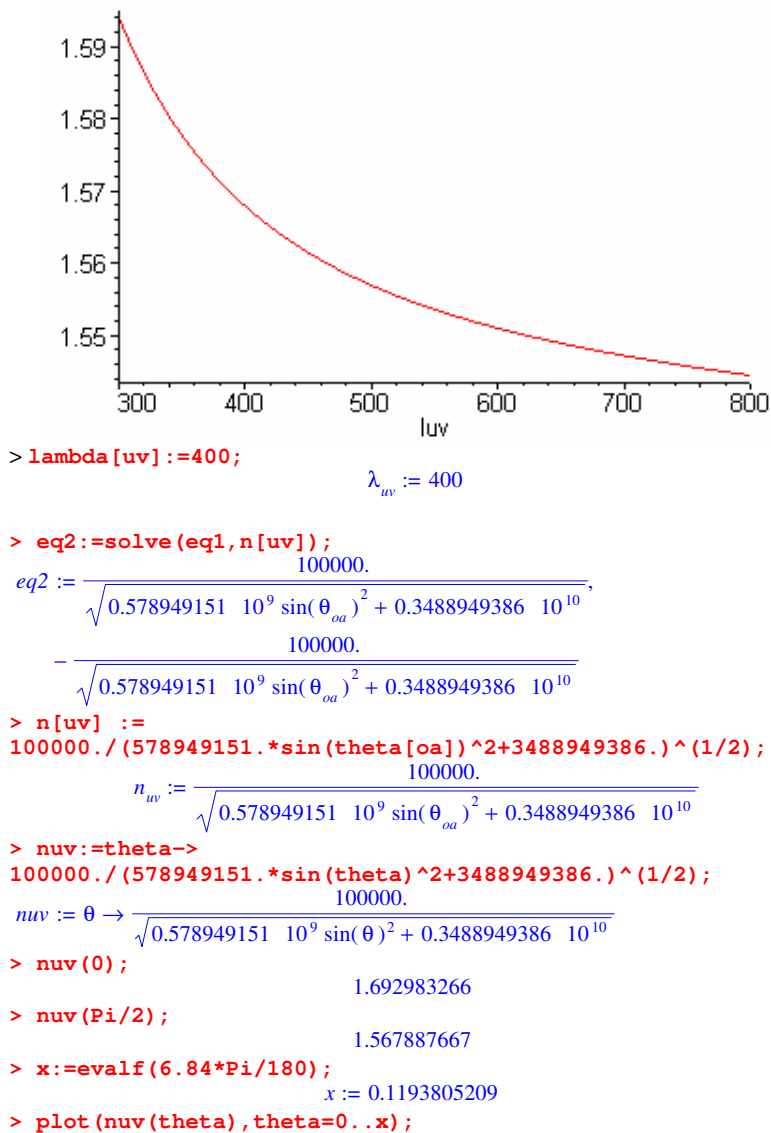 1.59
1.58
1.57
1.56
1.55
300 400 500 600 700 800
luv
> lambda[uv]:=400;
λ_uv := 400
> eq2:=solve(eq1,n[uv]);
eq2 := 100000. / √(0.578949151 10^9 sin(θ_oa)^2 + 0.3488949386 10^10),
− 100000. / √(0.578949151 10^9 sin(θ_oa)^2 + 0.3488949386 10^10)
> n[uv] :=
100000./(578949151.*sin(theta[oa])^2+3488949386.)^(1/2);
n_uv := 100000. / √(0.578949151 10^9 sin(θ_oa)^2 + 0.3488949386 10^10)
> nuv:=theta->
100000./(578949151.*sin(theta)^2+3488949386.)^(1/2);
nuv := θ → 100000. / √(0.578949151 10^9 sin(θ)^2 + 0.3488949386 10^10)
> nuv(0);
1.692983266
> nuv(Pi/2);
1.567887667
> x:=evalf(6.84*Pi/180);
x := 0.1193805209
> plot(nuv(theta),theta=0..x);